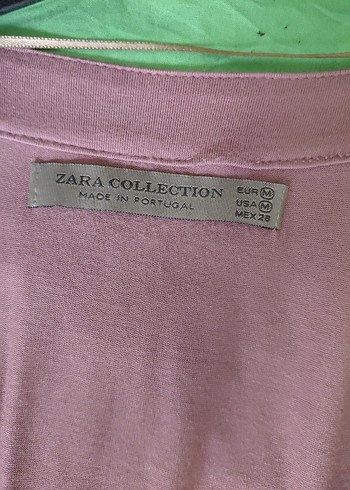 ZARA COLLECTION
MADE IN PORTUGAL
EUR M
USA M
MEX 28